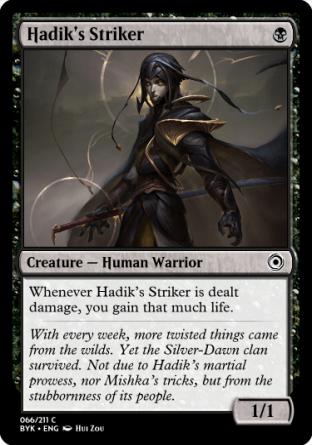 Hadik's Striker
Creature — Human Warrior
Whenever Hadik's Striker is dealt
damage, you gain that much life.
With every week, more twisted things
came from the wilds. Yet the Silver-Dawn clan
survived. Not due to Hadik's martial
prowess, nor Mishka's tricks, but from the
stubbornness of its people.
1/1
066/211 C
BYK • ENG Hui Zou